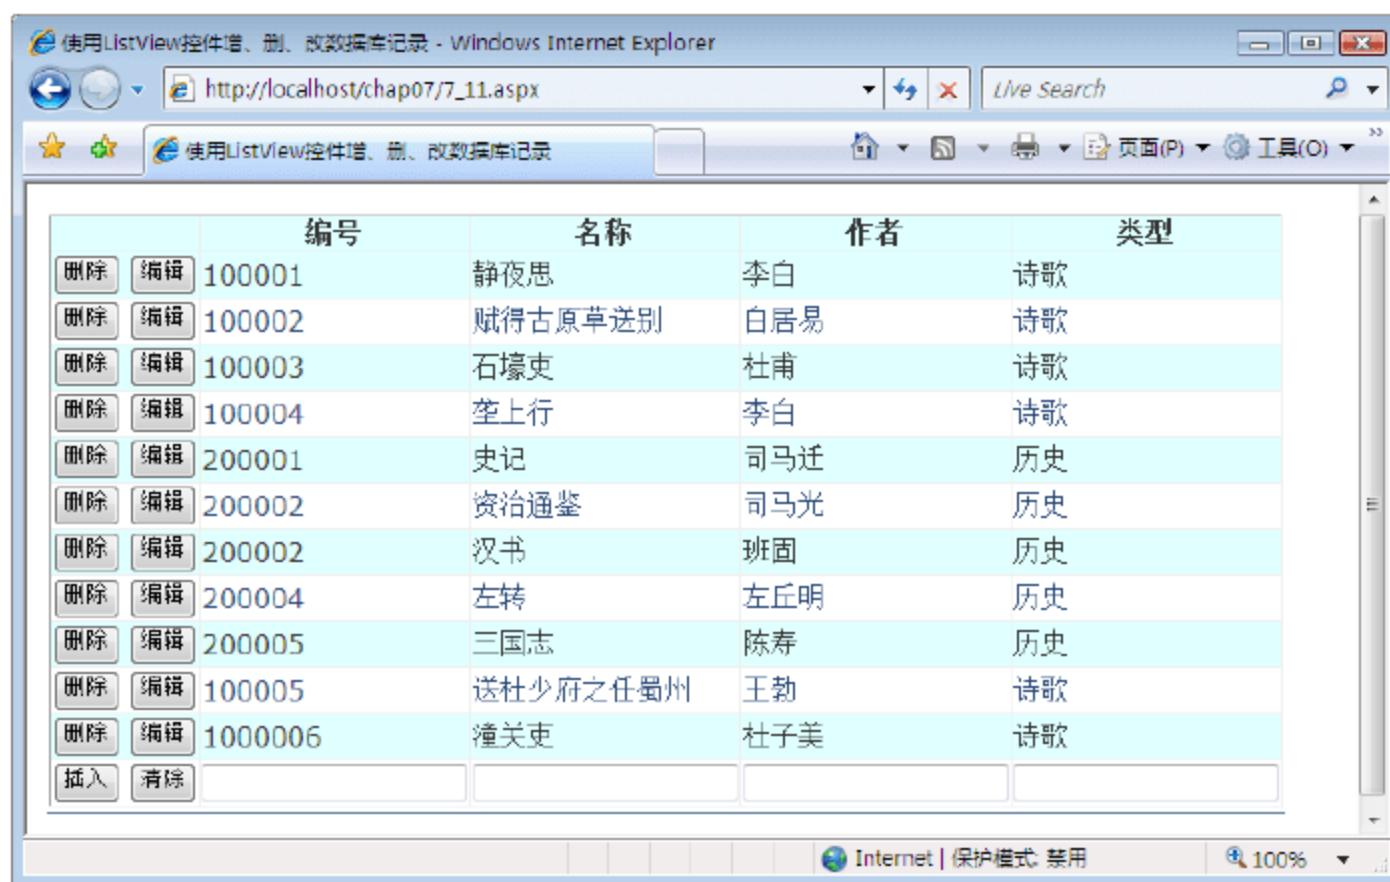 使用ListView控件增、删、改数据库记录 - Windows Internet Explorer
http://localhost/chap07/7_11.aspx Live Search
使用ListView控件增、删、改数据库记录 页面(P) 工具(O)
编号 名称 作者 类型
删除 编辑 100001 静夜思 李白 诗歌
删除 编辑 100002 赋得古原草送别 白居易 诗歌
删除 编辑 100003 石壕吏 杜甫 诗歌
删除 编辑 100004 垄上行 李白 诗歌
删除 编辑 200001 史记 司马迁 历史
删除 编辑 200002 资治通鉴 司马光 历史
删除 编辑 200002 汉书 班固 历史
删除 编辑 200004 左转 左丘明 历史
删除 编辑 200005 三国志 陈寿 历史
删除 编辑 100005 送杜少府之任蜀州 王勃 诗歌
删除 编辑 1000006 潼关吏 杜子美 诗歌
插入 清除
Internet | 保护模式: 禁用 100%